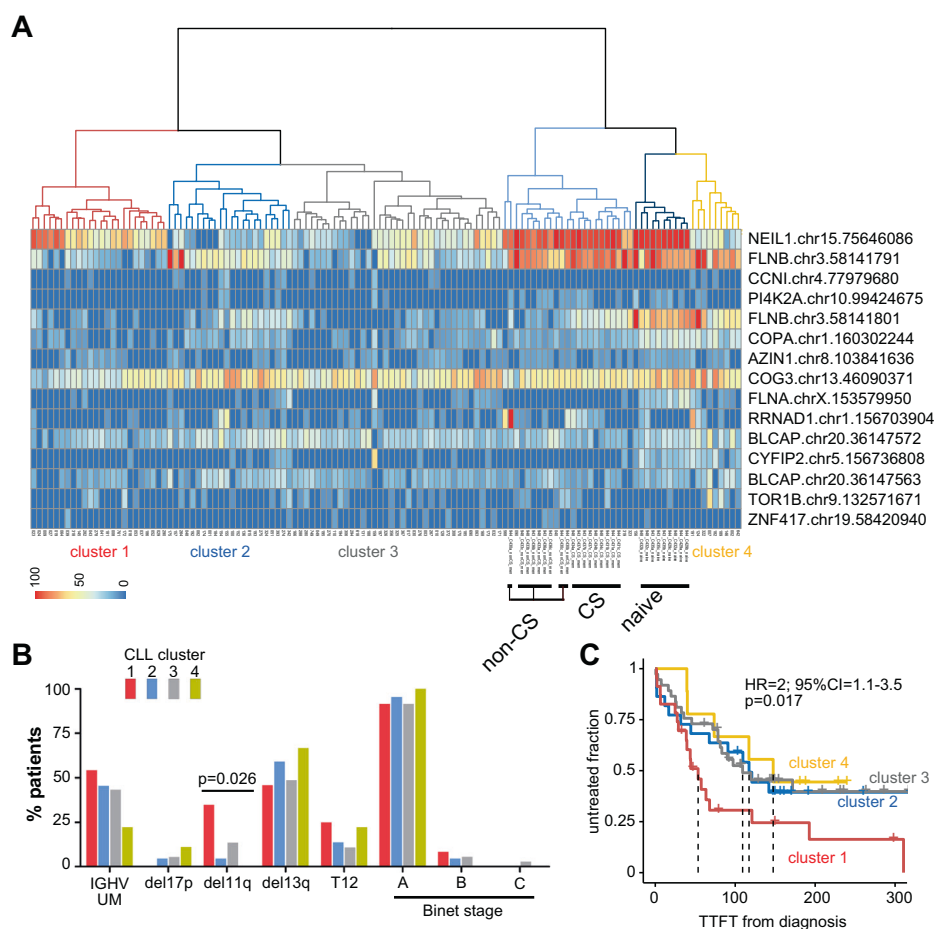 A
NEIL1.chr15.75646086
FLNB.chr3.58141791
CCNI.chr4.77979680
PI4K2A.chr10.99424675
FLNB.chr3.58141801
COPA.chr1.160302244
AZIN1.chr8.103841636
COG3.chr13.46090371
FLNA.chrX.153579950
RRNAD1.chr1.156703904
BLCAP.chr20.36147572
CYFIP2.chr5.156736808
BLCAP.chr20.36147563
TOR1B.chr9.132571671
ZNF417.chr19.58420940
cluster 1 cluster 2 cluster 3 cluster 4
100 50 0
non-CS CS naive
B
CLL cluster
1 2 3 4
% patients
100
75
50
25
0
p=0.026
IGHV UM del17p del11q del13q T12 A B C
Binet stage
C
untreated fraction
1
0.75
0.5
0.25
0
HR=2; 95%CI=1.1-3.5
p=0.017
cluster 4
cluster 3
cluster 2
cluster 1
0 100 200 300
TTFT from diagnosis